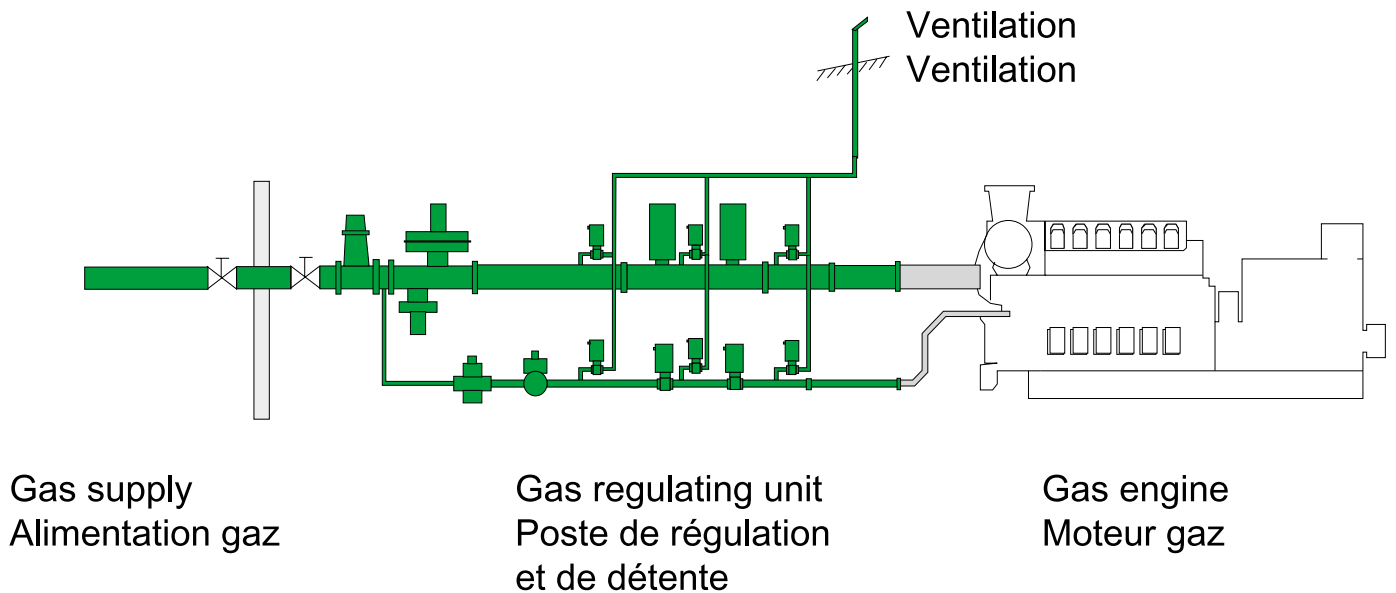 Ventilation
Ventilation
Gas supply
Alimentation gaz
Gas regulating unit
Poste de régulation
et de détente
Gas engine
Moteur gaz